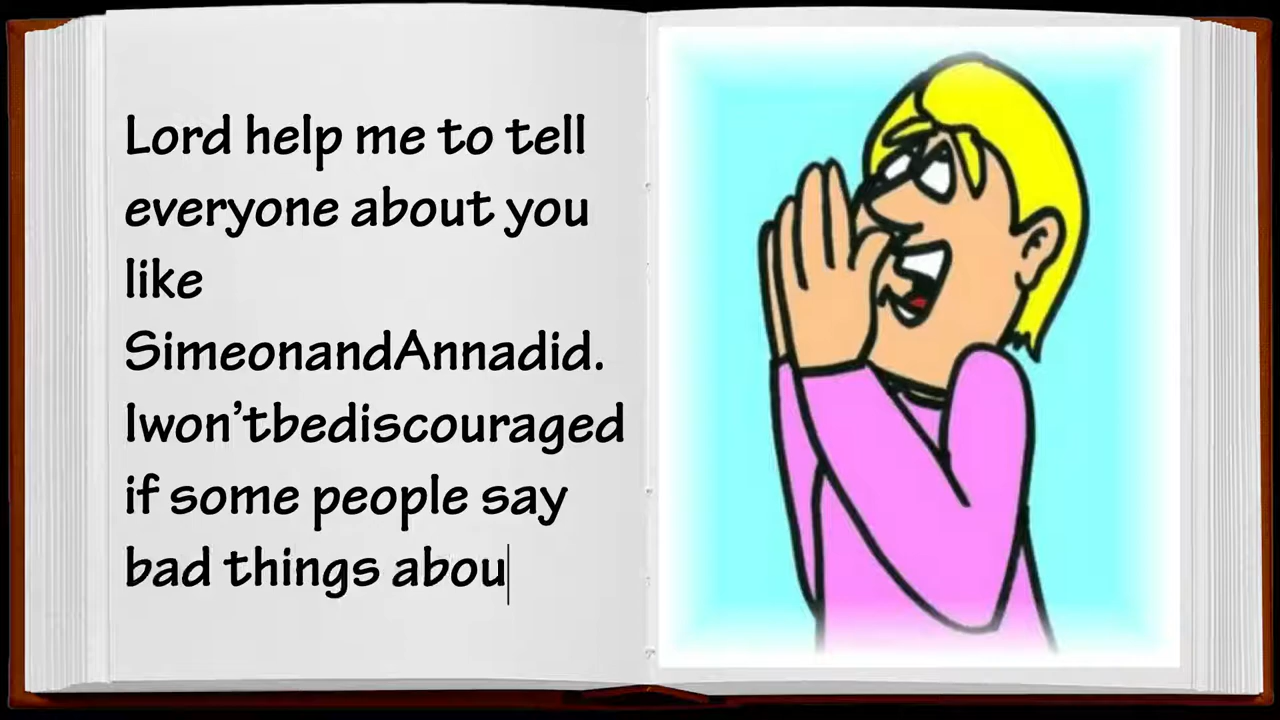 Lord help me to tell
everyone about you
like
SimeonandAnnadid.
Iwon’tbediscouraged
if some people say
bad things abou